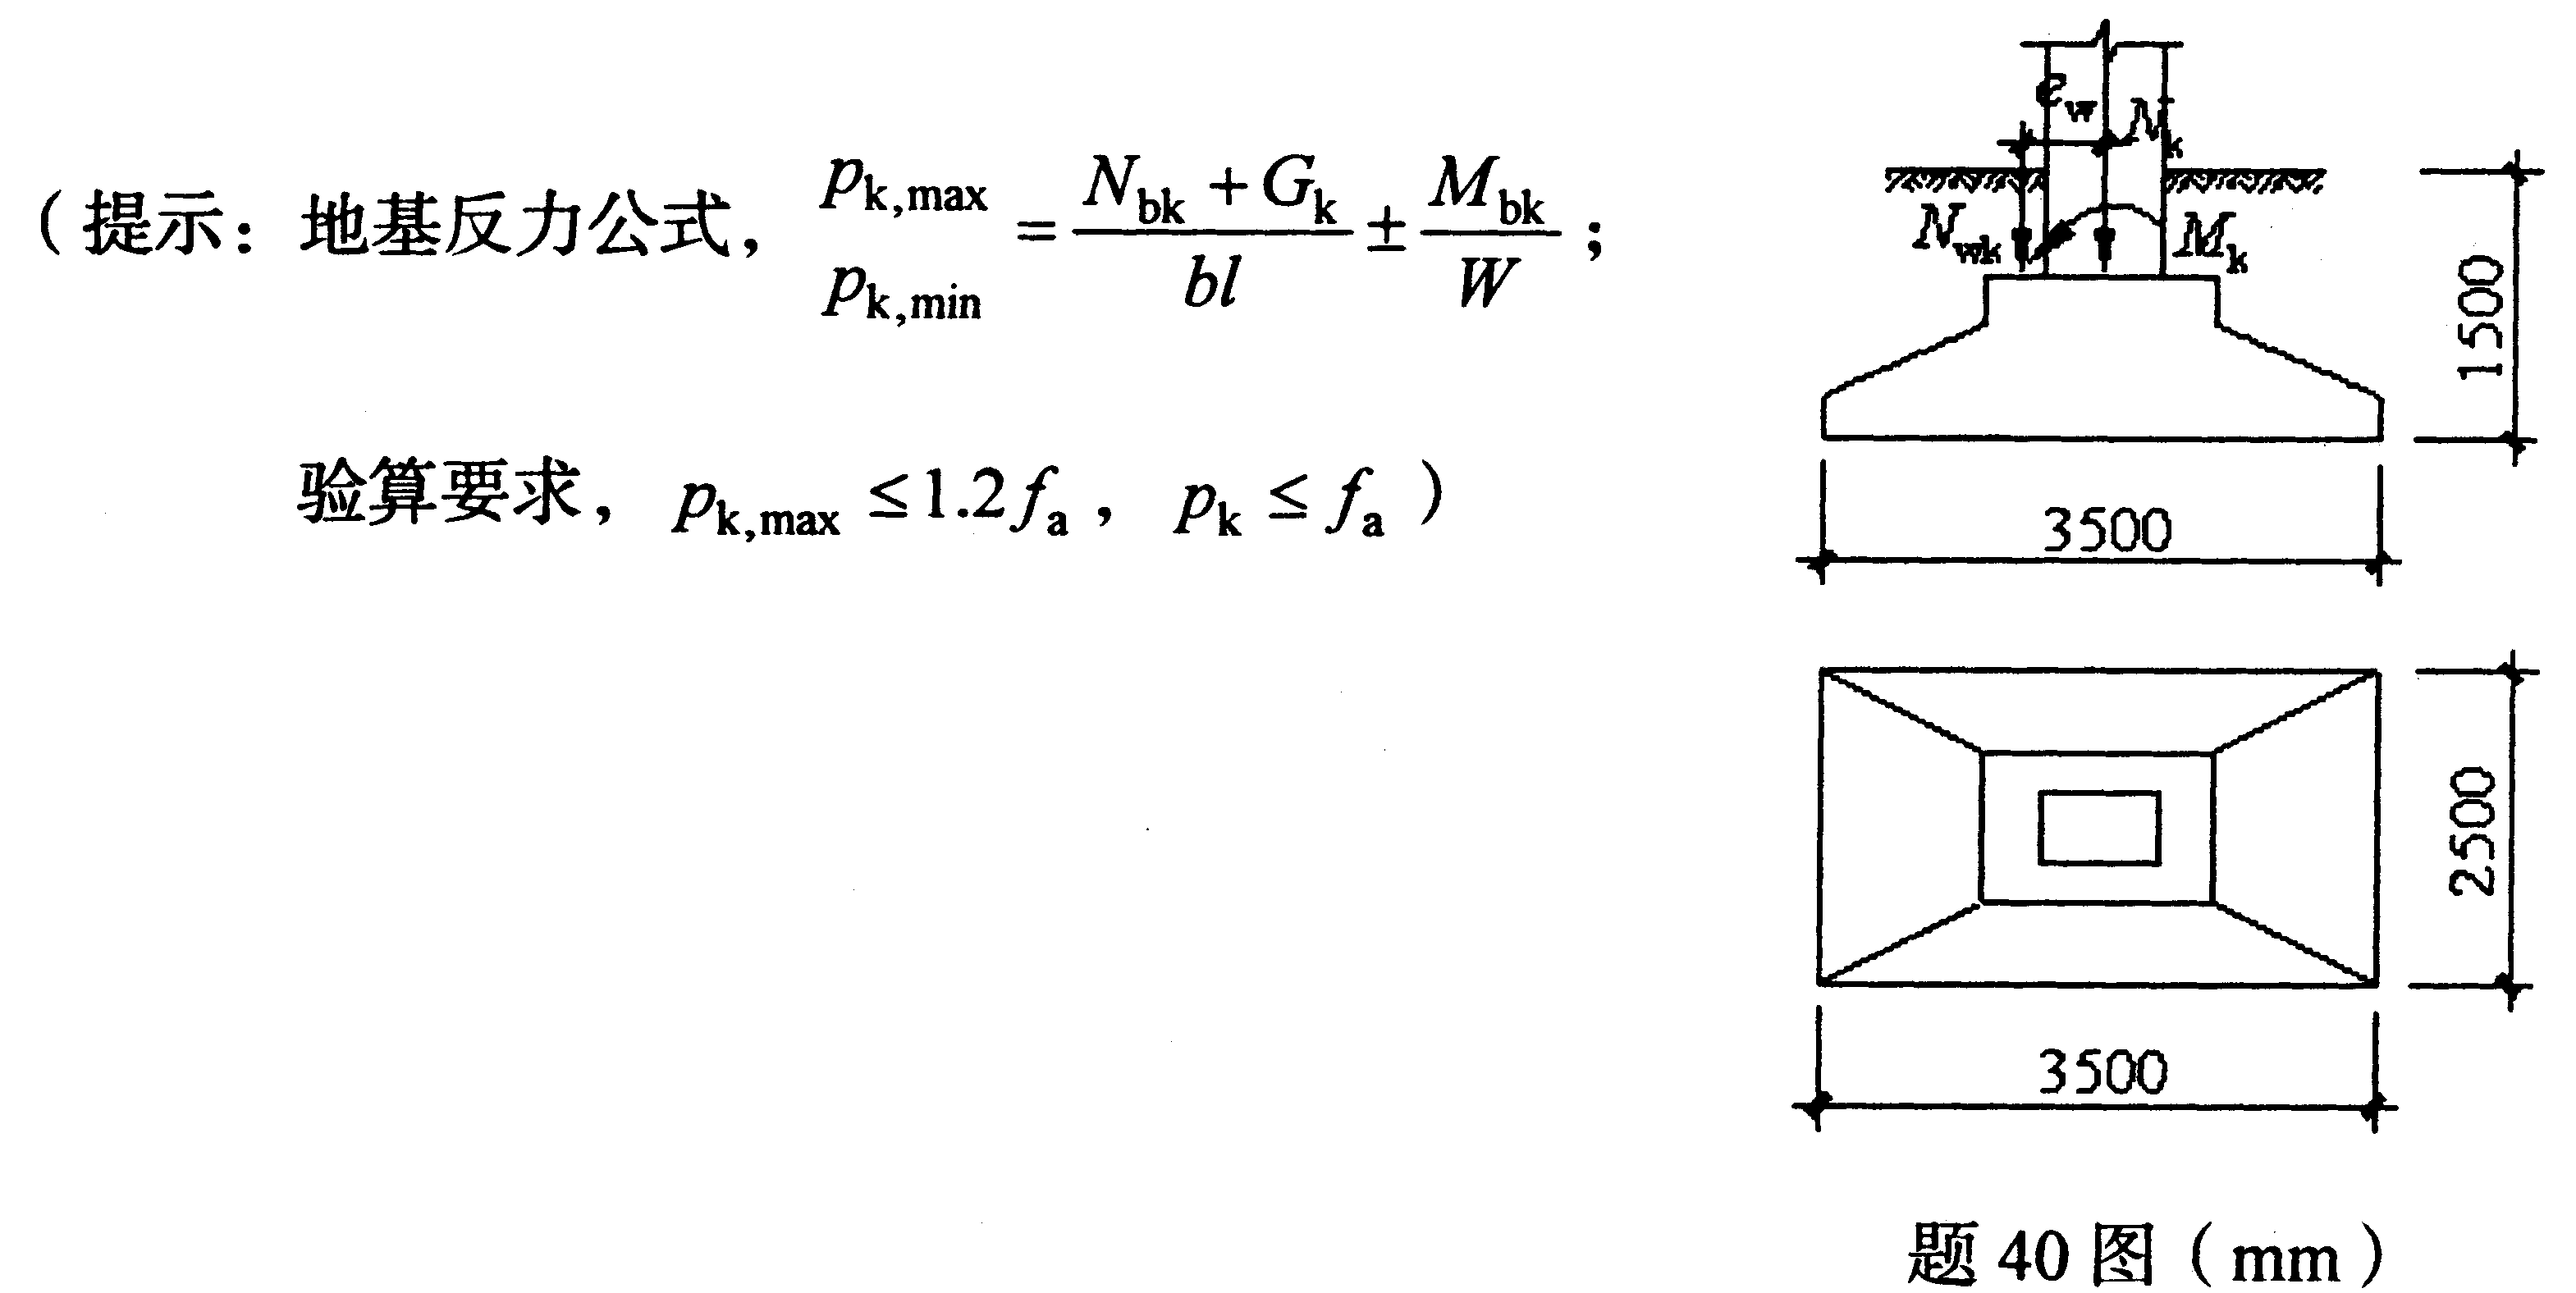 (提示：地基反力公式，p_{k,max} p_{k,min} = \frac{N_{bk}+G_k}{bl} ± \frac{M_{bk}}{W}；
验算要求，p_{k,max} ≤ 1.2f_a，p_k ≤ f_a)
e_w
N_k
N_{wk}
M_k
1500
3500
2500
3500
题 40 图（mm）